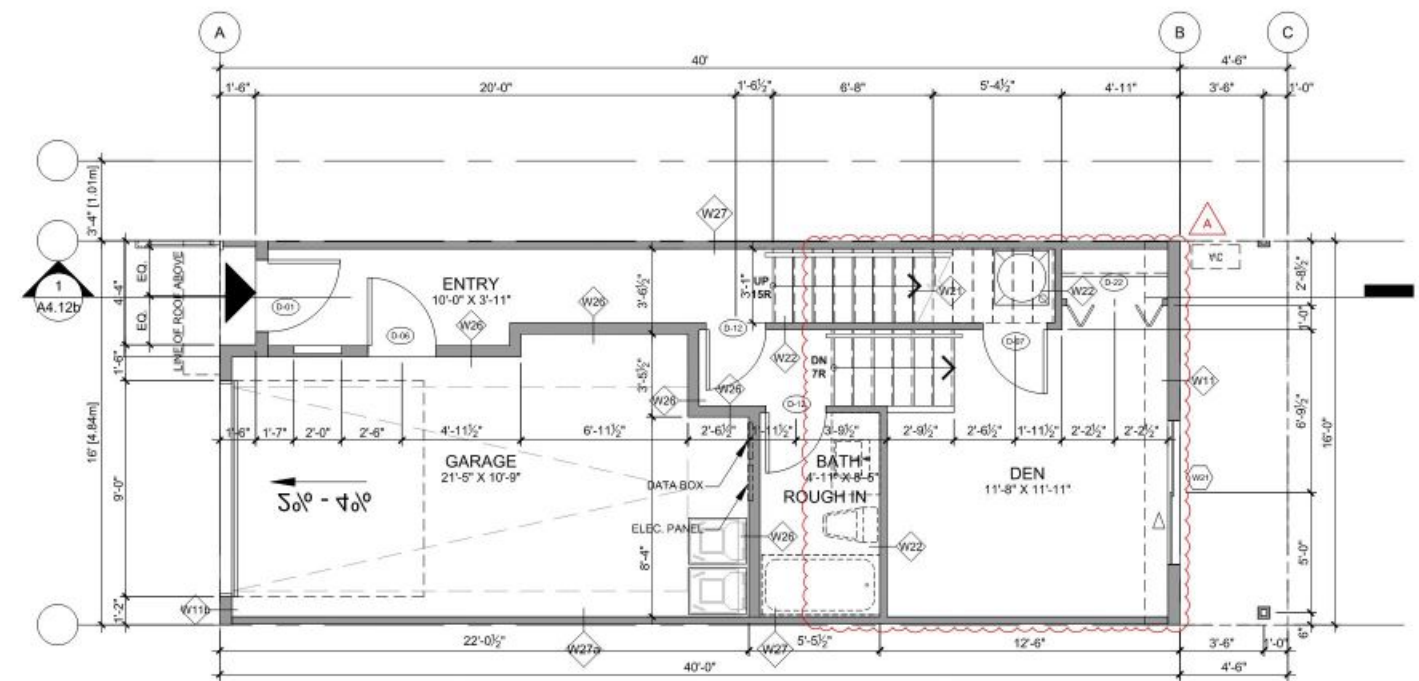 A
B
C
40'
4'-6"
1'-6"
20'-0"
1'-6½"
6'-8"
5'-4½"
4'-11"
3'-6"
1'-0"
3'-4" [1.01m]
W27
A
A/C
EQ.
LINE OF ROOF ABOVE
4'-4"
EQ.
1
A4.12b
ENTRY
10'-0" X 3'-11"
D-01
D-06
W26
W26
3'-6½"
3'-1"
UP
15R
W21
W22
D-22
2'-8½"
1'-0"
D-12
W22
DN
7R
D-07
1'-6"
3'-5½"
W26
W26
D-12
W11
6'-9½"
16'-0"
16' [4.84m]
1'-6"
1'-7"
2'-0"
2'-6"
4'-11½"
6'-11½"
2'-6½"
1'-11½"
3'-9½"
2'-9½"
2'-6½"
1'-11½"
2'-2½"
2'-2½"
GARAGE
21'-5" X 10'-9"
2% - 4%
DATA BOX
BATH
4'-11" X 8'-5"
ROUGH IN
DEN
11'-8" X 11'-11"
W21
9'-0"
ELEC. PANEL
W26
W22
8'-4"
5'-0"
W11b
1'-2"
6"
22'-0½"
W27a
W27
5'-5½"
12'-6"
3'-6"
1'-0"
40'-0"
4'-6"